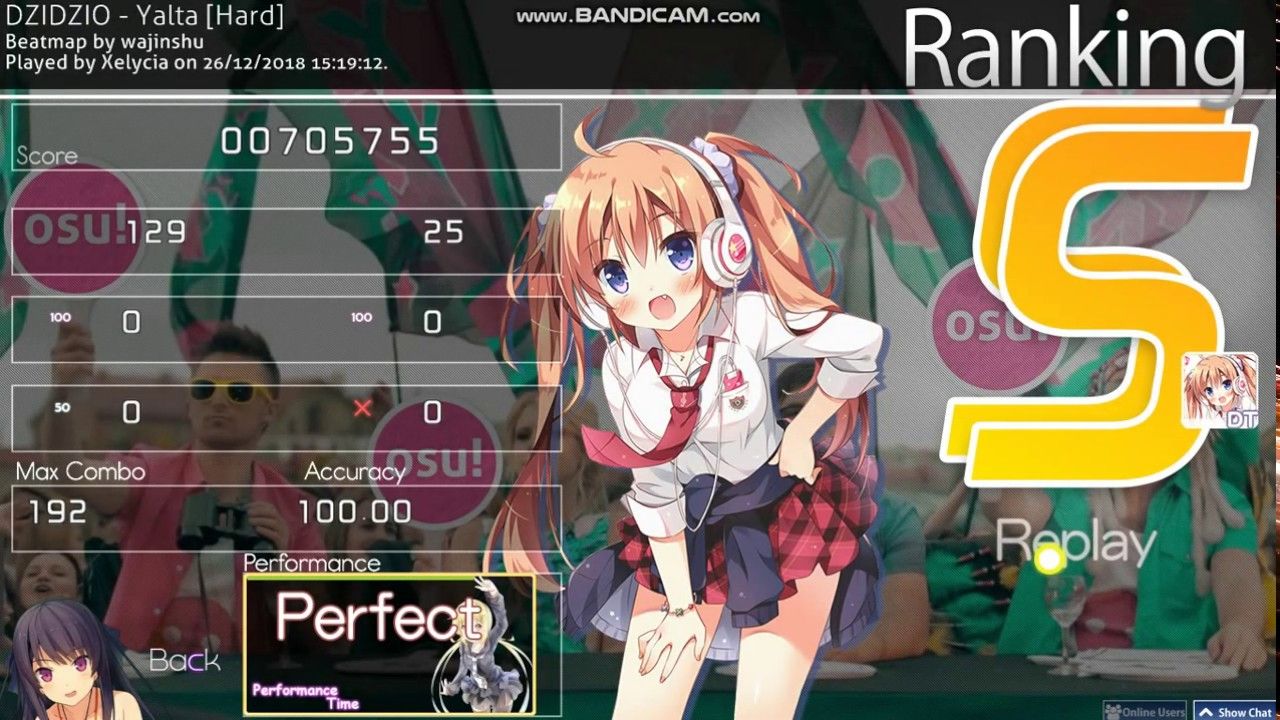 DZIDZIO - Yalta [Hard]
Beatmap by wajinshu
Played by Xelycia on 26/12/2018 15:19:12.
www.BANDICAM.com
Ranking
Score
00705755
osu!
129
25
100
0
100
0
osu!
50
0
0
osu!
Max Combo
Accuracy
192
100.00
DT
Replay
Performance
Perfect
Performance
Time
Back
Online Users
Show Chat